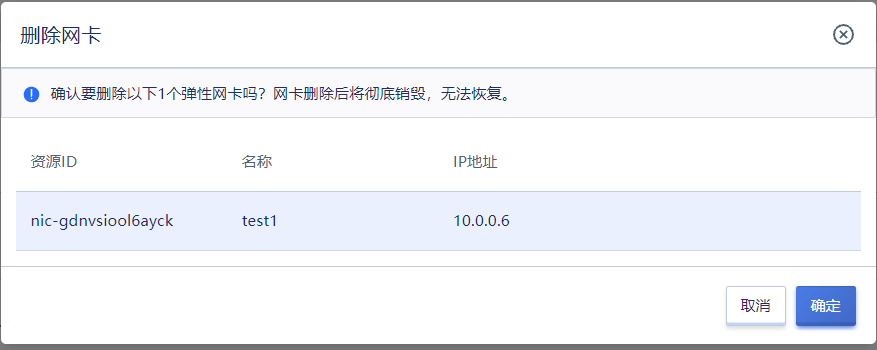 删除网卡
确认要删除以下1个弹性网卡吗？网卡删除后将彻底销毁，无法恢复。
资源ID 名称 IP地址
nic-gdnvsiool6ayck test1 10.0.0.6
取消 确定